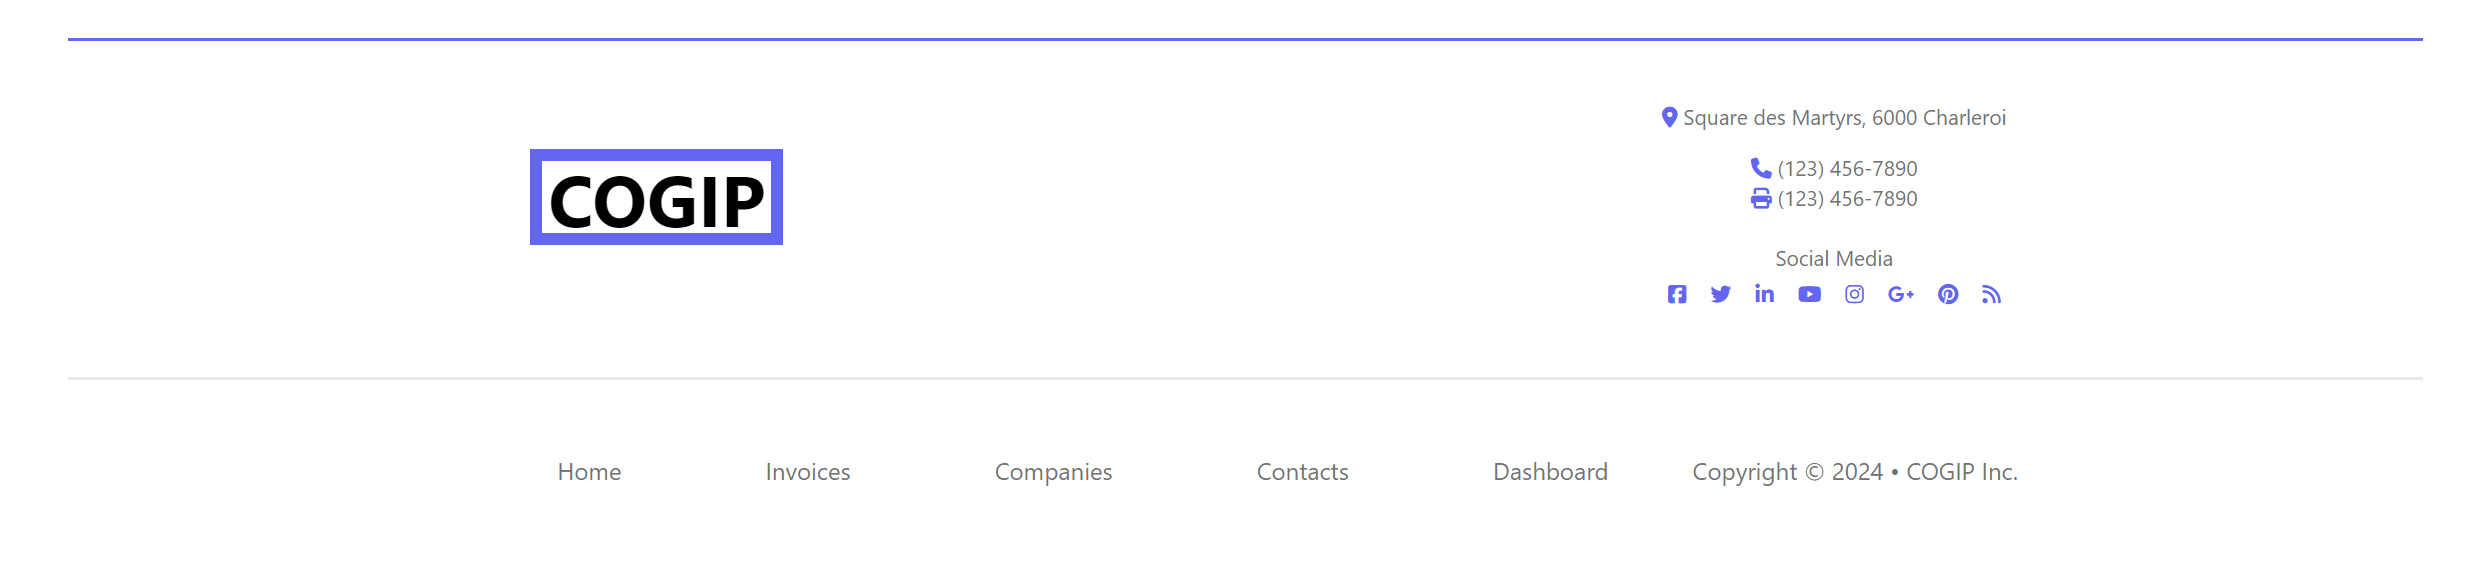 COGIP
Square des Martyrs, 6000 Charleroi
(123) 456-7890
(123) 456-7890
Social Media
Home Invoices Companies Contacts Dashboard Copyright © 2024 • COGIP Inc.